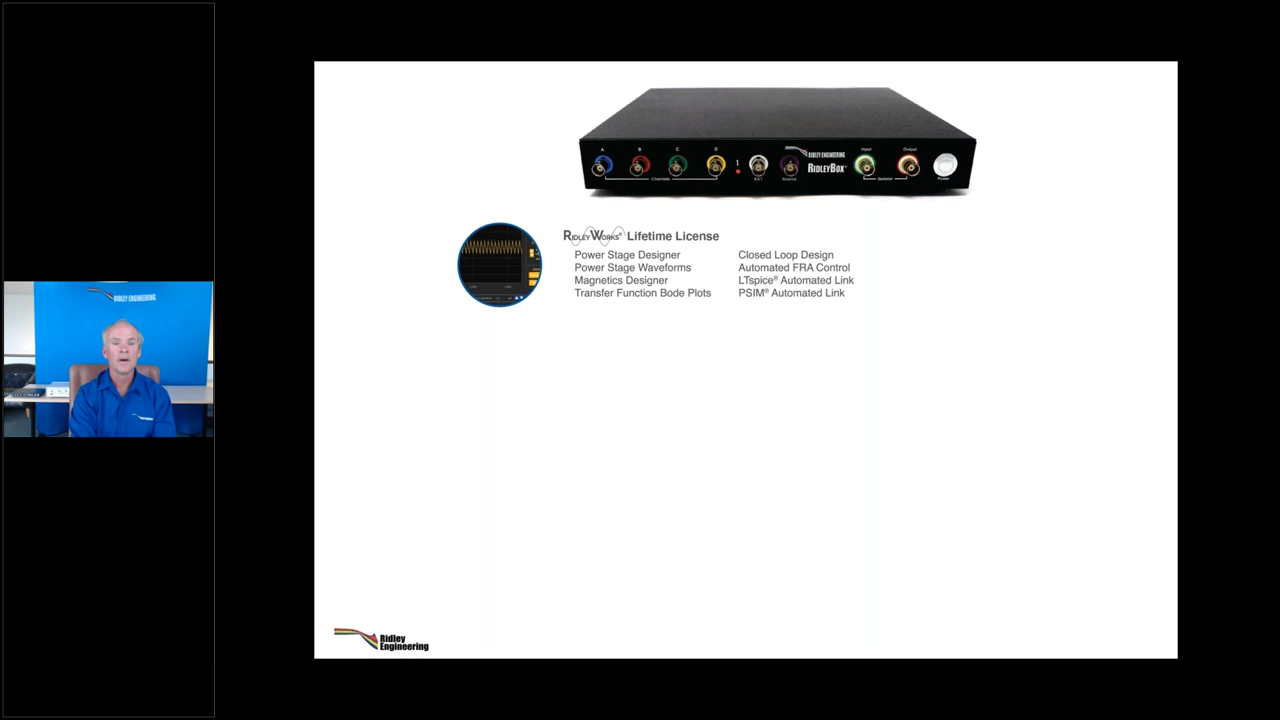 RIDLEY ENGINEERING
A
B
C
D
1
Channels
EXT
Source
RIDLEY ENGINEERING
RIDLEYBOX®
Input
Output
Isolator
Power
RIDLEYWORKS® Lifetime License
Power Stage Designer
Power Stage Waveforms
Magnetics Designer
Transfer Function Bode Plots
Closed Loop Design
Automated FRA Control
LTspice® Automated Link
PSIM® Automated Link
Ridley
Engineering